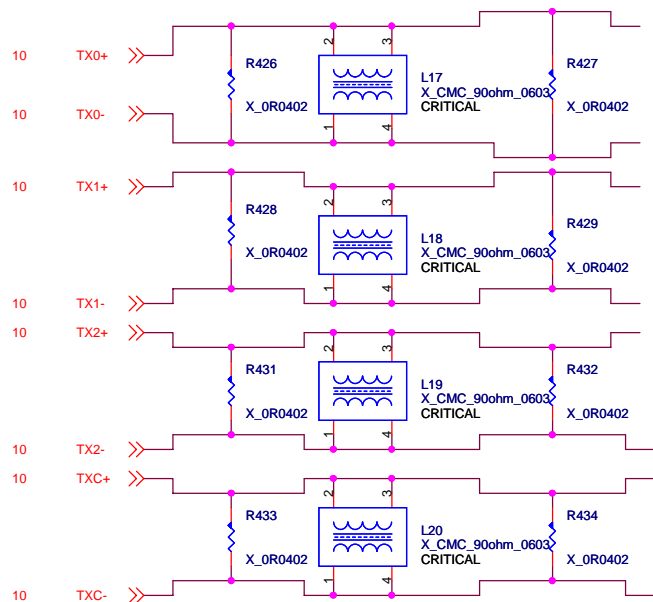 2 3
10 TX0+ R426 L17 R427
X_CMC_90ohm_0603
X_0R0402 CRITICAL X_0R0402
10 TX0-
1 4
10 TX1+ 2 3
R428 L18 R429
X_CMC_90ohm_0603
X_0R0402 CRITICAL X_0R0402
1 4
10 TX1-
10 TX2+
2 3
R431 L19 R432
X_CMC_90ohm_0603
X_0R0402 CRITICAL X_0R0402
1 4
10 TX2-
10 TXC+
2 3
R433 L20 R434
X_CMC_90ohm_0603
X_0R0402 CRITICAL X_0R0402
1 4
10 TXC-